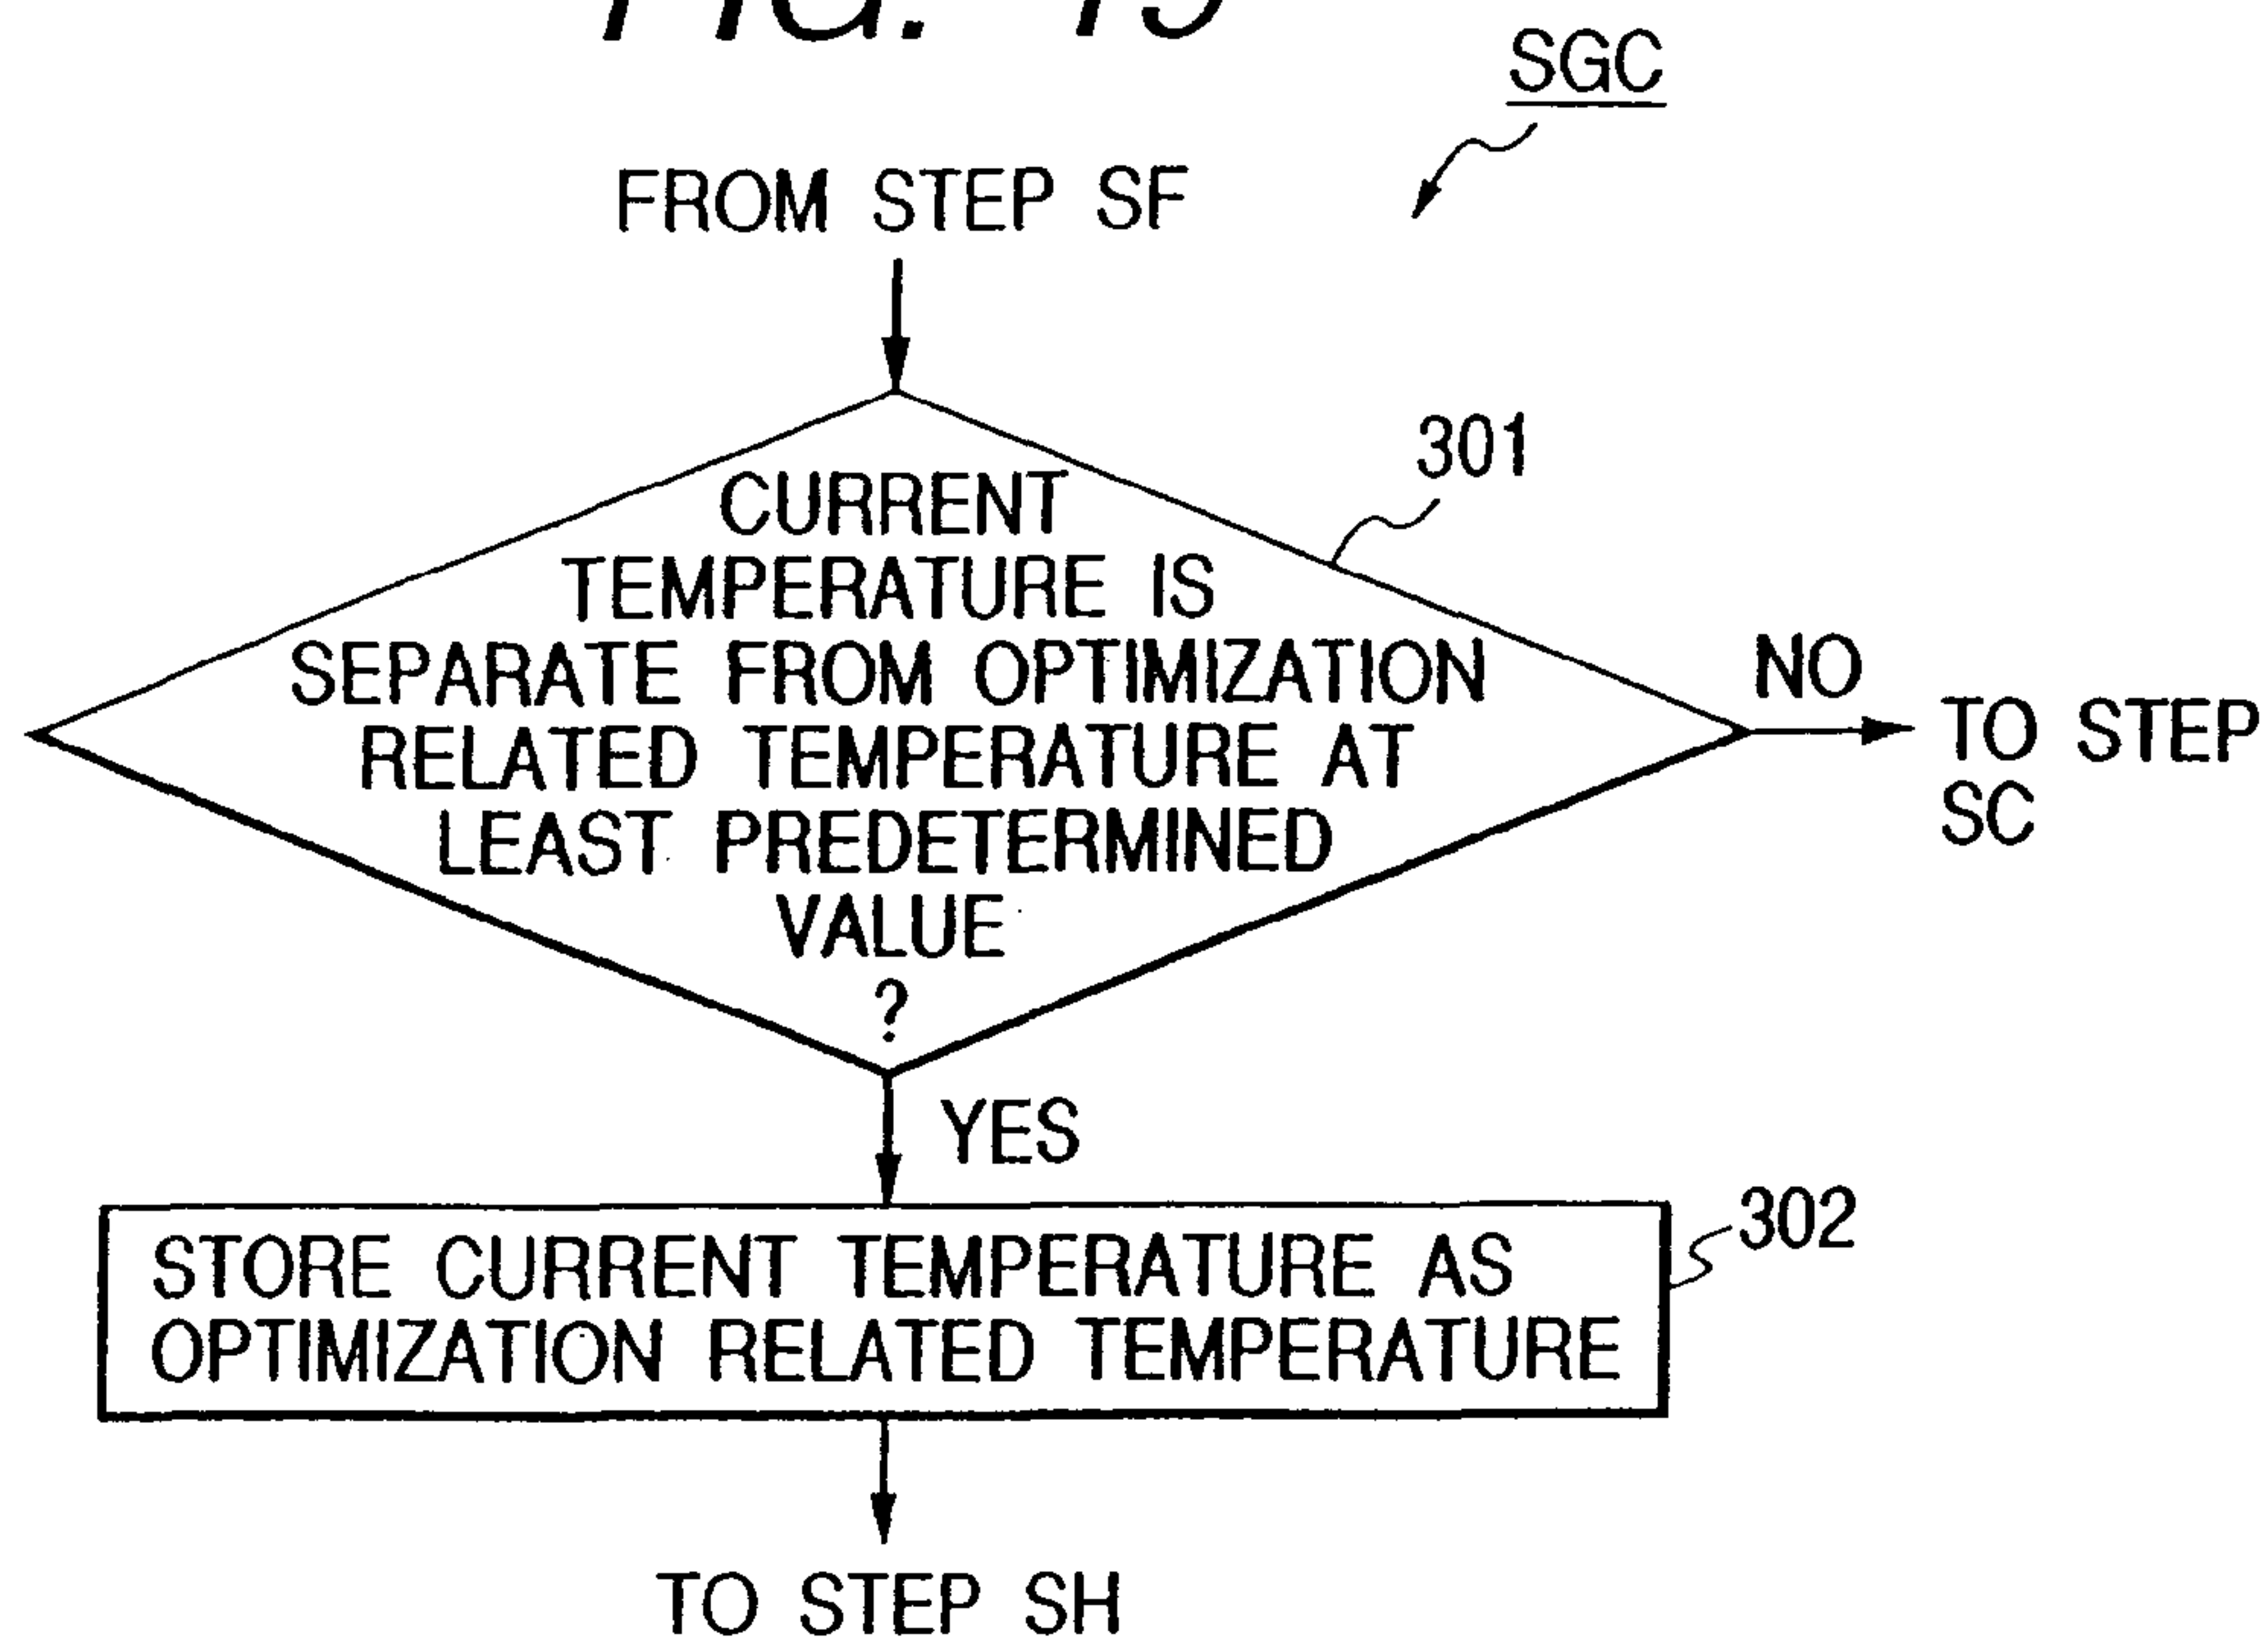 SGC
FROM STEP SF
301
CURRENT
TEMPERATURE IS
SEPARATE FROM OPTIMIZATION
RELATED TEMPERATURE AT
LEAST PREDETERMINED
VALUE
?
NO
TO STEP
SC
YES
302
STORE CURRENT TEMPERATURE AS
OPTIMIZATION RELATED TEMPERATURE
TO STEP SH